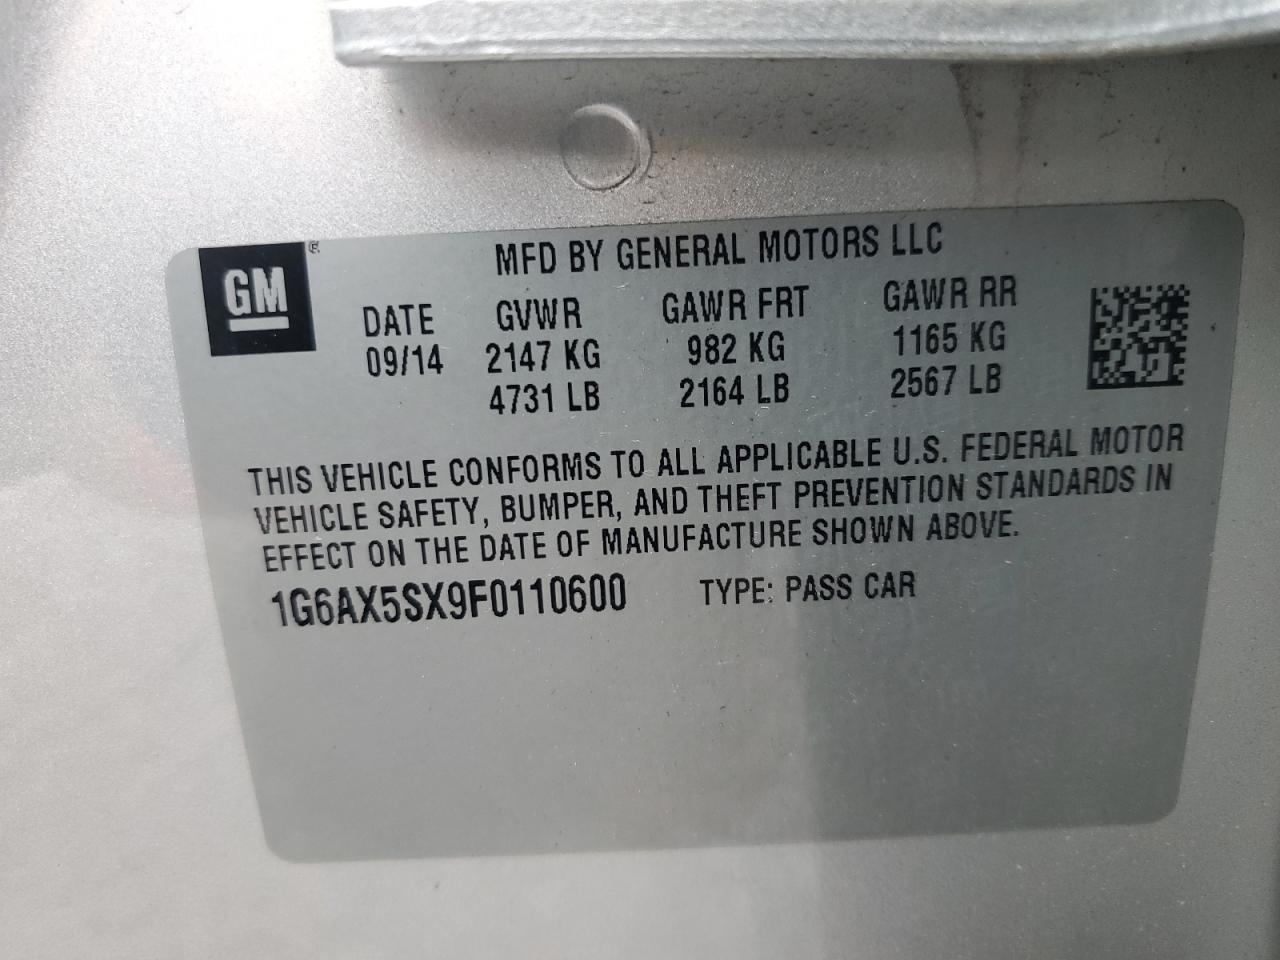 GM ®
MFD BY GENERAL MOTORS LLC
DATE GVWR GAWR FRT GAWR RR
09/14 2147 KG 982 KG 1165 KG
4731 LB 2164 LB 2567 LB
THIS VEHICLE CONFORMS TO ALL APPLICABLE U.S. FEDERAL MOTOR
VEHICLE SAFETY, BUMPER, AND THEFT PREVENTION STANDARDS IN
EFFECT ON THE DATE OF MANUFACTURE SHOWN ABOVE.
1G6AX5SX9F0110600 TYPE: PASS CAR